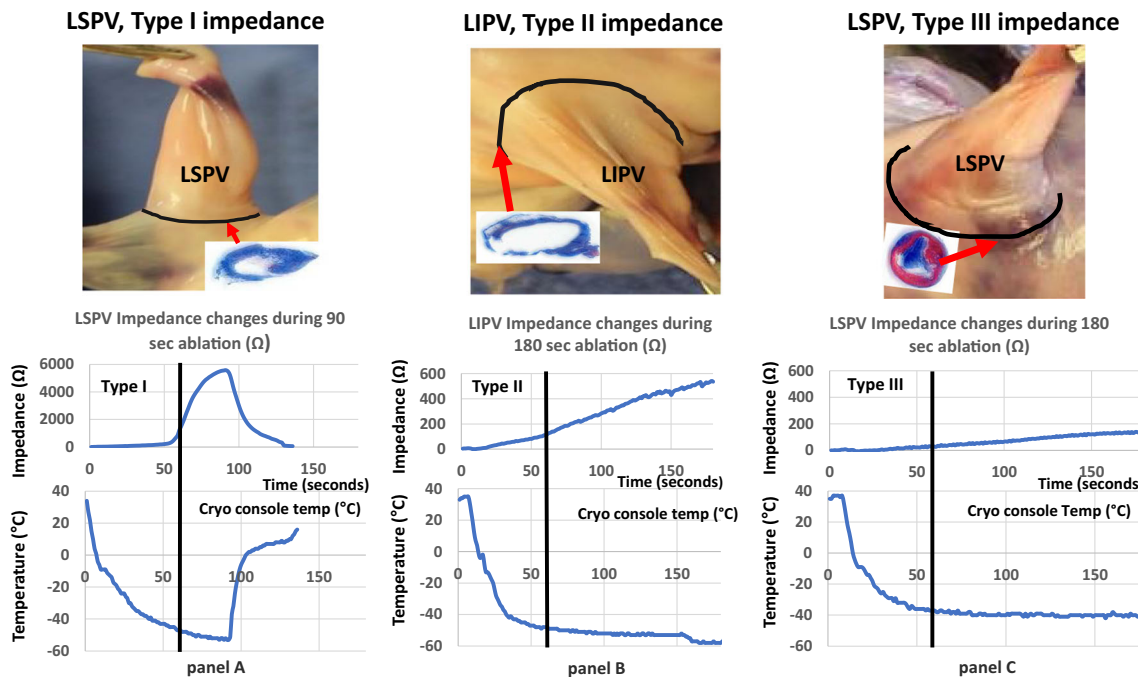 LSPV, Type I impedance
LSPV
LSPV Impedance changes during 90
sec ablation (Ω)
Impedance (Ω)
6000
4000
2000
0
Type I
0 50 100 150
Time (seconds)
Temperature (°C)
40
20
0
-20
-40
-60
Cryo console temp (°C)
0 50 100 150
panel A
LIPV, Type II impedance
LIPV
LIPV Impedance changes during
180 sec ablation (Ω)
Impedance (Ω)
600
400
200
0
Type II
0 50 100 150
Time (seconds)
Temperature (°C)
40
20
0
-20
-40
-60
Cryo console temp (°C)
0 50 100 150
panel B
LSPV, Type III impedance
LSPV
LSPV Impedance changes during 180
sec ablation (Ω)
Impedance (Ω)
600
400
200
0
Type III
0 50 100 150
Time (seconds)
Temperature (°C)
40
20
0
-20
-40
-60
Cryo console Temp (°C)
0 50 100 150
panel C